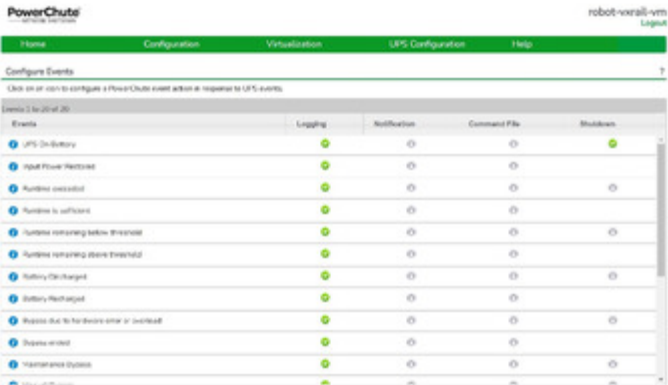 PowerChute
NETWORK SHUTDOWN
robot-vxrail-vm
Logout
Home Configuration Virtualization UPS Configuration Help
Configure Events ?
Click on an icon to configure a PowerChute event action in response to UPS events.
Events 1 to 20 of 20
Events Logging Notification Command File Shutdown
UPS On Battery
Input Power Restored
Runtime exceeded
Runtime is sufficient
Runtime remaining below threshold
Runtime remaining above threshold
Battery Discharged
Battery Recharged
Bypass due to hardware error or overload
Bypass ended
Maintenance Bypass